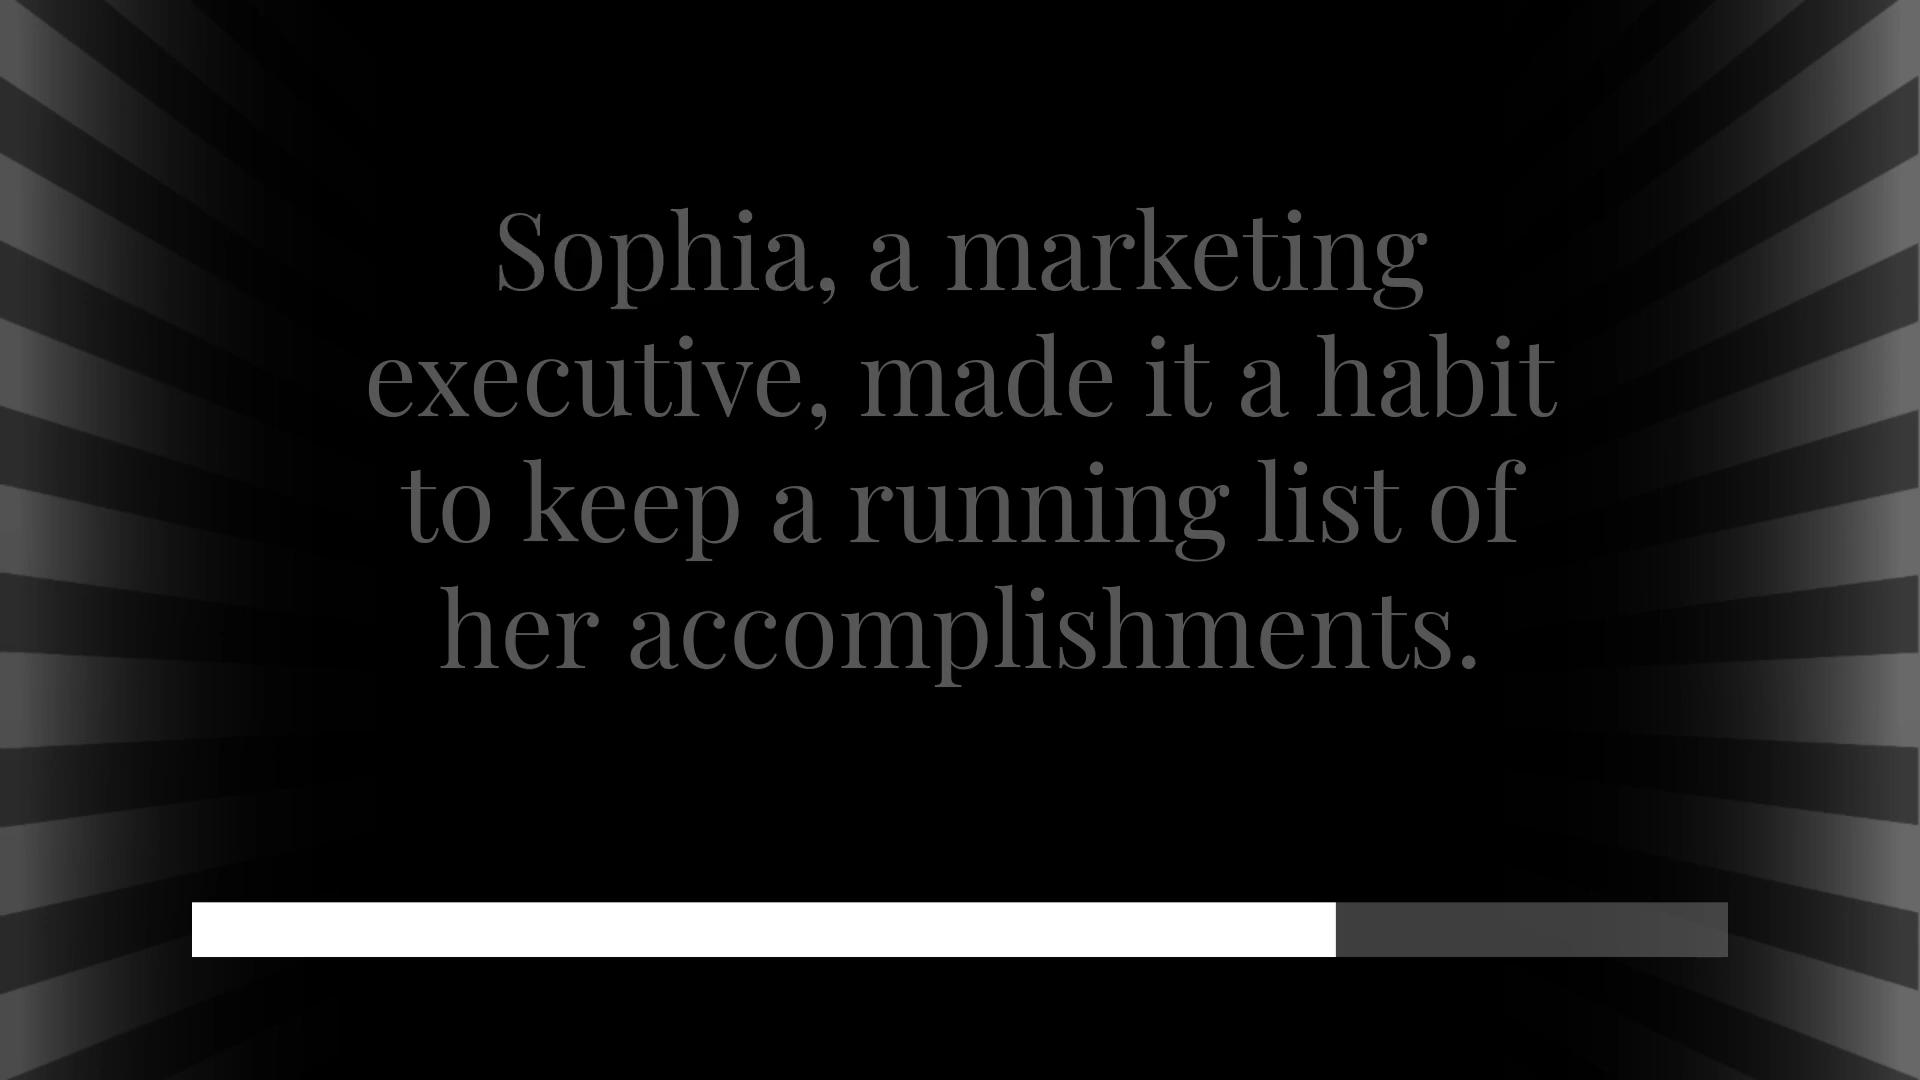 Sophia, a marketing
executive, made it a habit
to keep a running list of
her accomplishments.